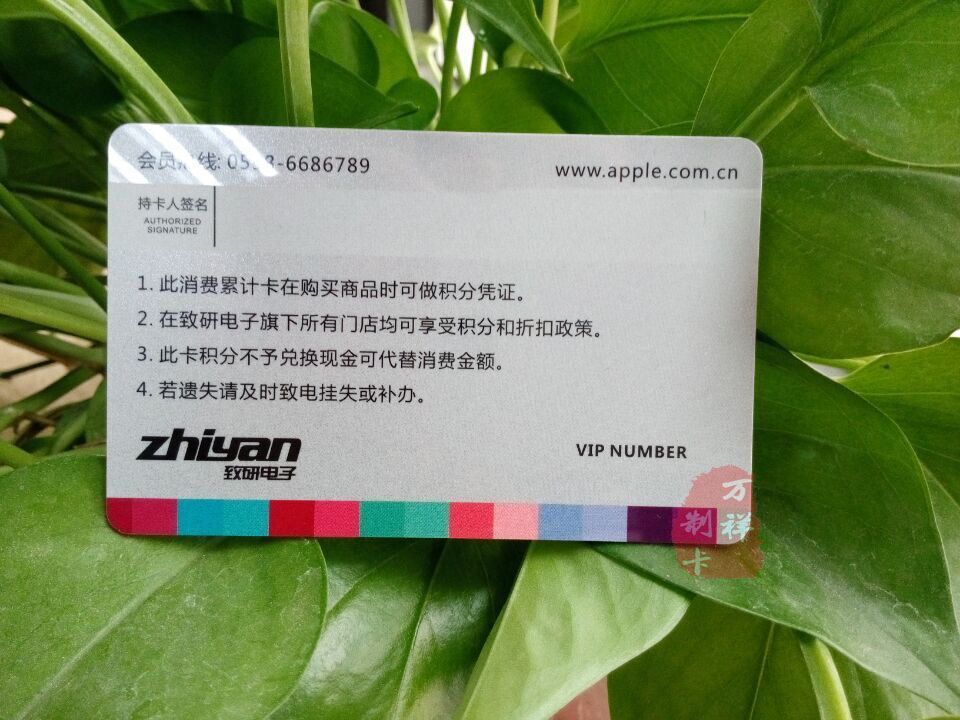 会员热线: 0553-6686789
www.apple.com.cn
持卡人签名
AUTHORIZED
SIGNATURE
1. 此消费累计卡在购买商品时可做积分凭证。
2. 在致研电子旗下所有门店均可享受积分和折扣政策。
3. 此卡积分不予兑换现金可代替消费金额。
4. 若遗失请及时致电挂失或补办。
zhiyan
致研电子
VIP NUMBER
万祥
制卡